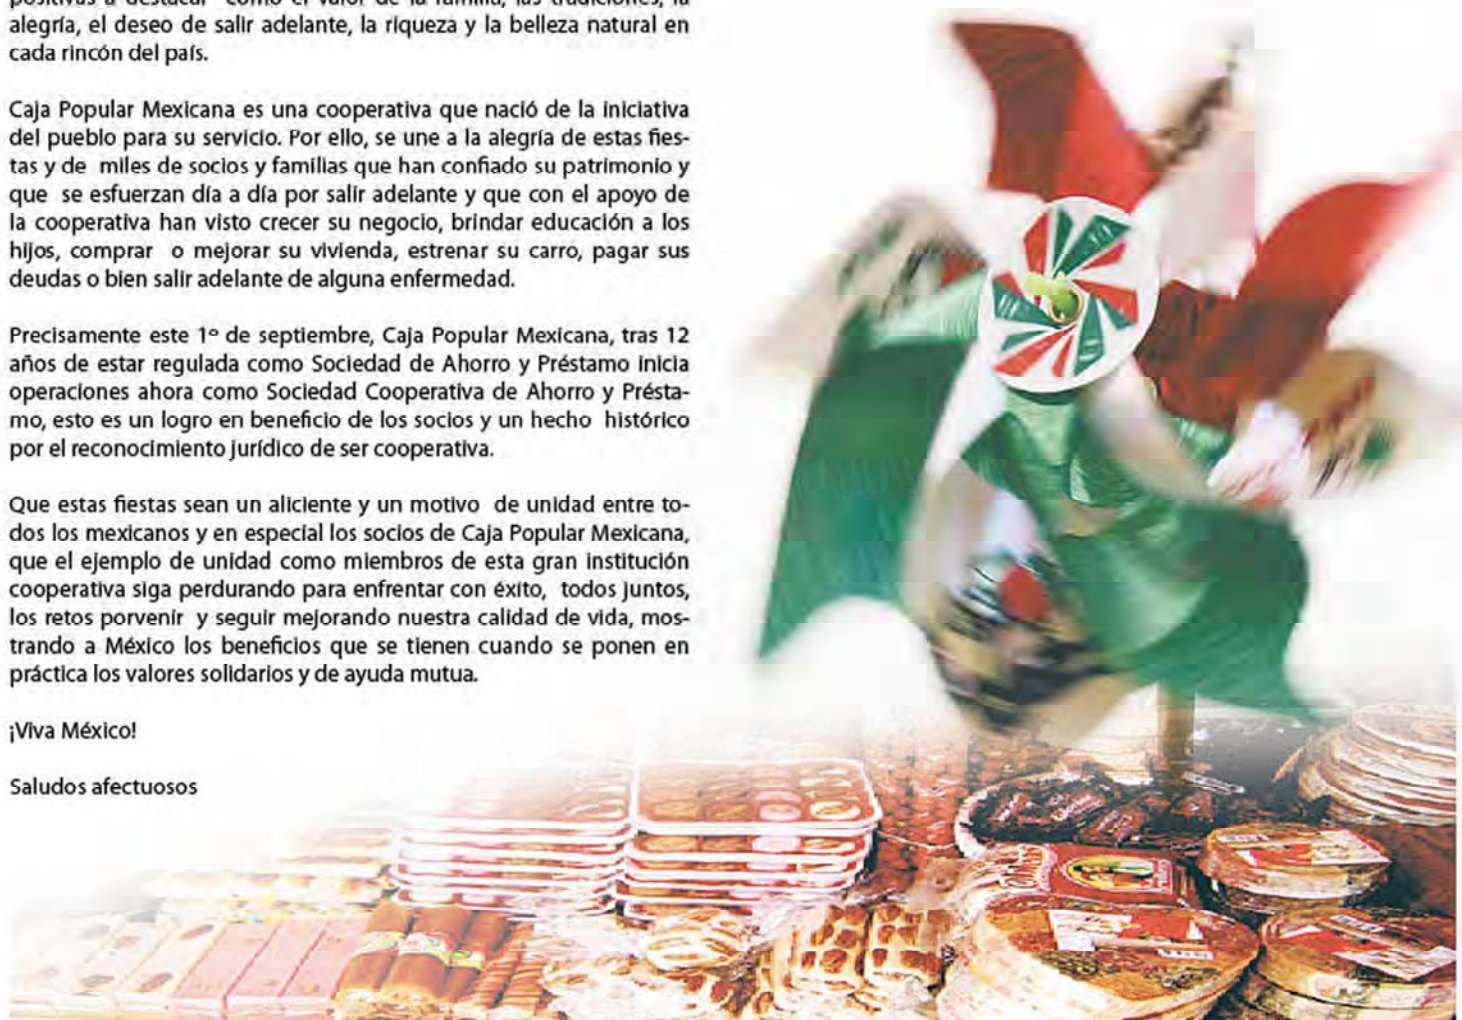 positivas a destacar como el valor de la familia, las tradiciones, la
alegría, el deseo de salir adelante, la riqueza y la belleza natural en
cada rincón del país.
Caja Popular Mexicana es una cooperativa que nació de la iniciativa
del pueblo para su servicio. Por ello, se une a la alegría de estas fies-
tas y de miles de socios y familias que han confiado su patrimonio y
que se esfuerzan día a día por salir adelante y que con el apoyo de
la cooperativa han visto crecer su negocio, brindar educación a los
hijos, comprar o mejorar su vivienda, estrenar su carro, pagar sus
deudas o bien salir adelante de alguna enfermedad.
Precisamente este 1º de septiembre, Caja Popular Mexicana, tras 12
años de estar regulada como Sociedad de Ahorro y Préstamo inicia
operaciones ahora como Sociedad Cooperativa de Ahorro y Présta-
mo, esto es un logro en beneficio de los socios y un hecho histórico
por el reconocimiento jurídico de ser cooperativa.
Que estas fiestas sean un aliciente y un motivo de unidad entre to-
dos los mexicanos y en especial los socios de Caja Popular Mexicana,
que el ejemplo de unidad como miembros de esta gran institución
cooperativa siga perdurando para enfrentar con éxito, todos juntos,
los retos porvenir y seguir mejorando nuestra calidad de vida, mos-
trando a México los beneficios que se tienen cuando se ponen en
práctica los valores solidarios y de ayuda mutua.
¡Viva México!
Saludos afectuosos